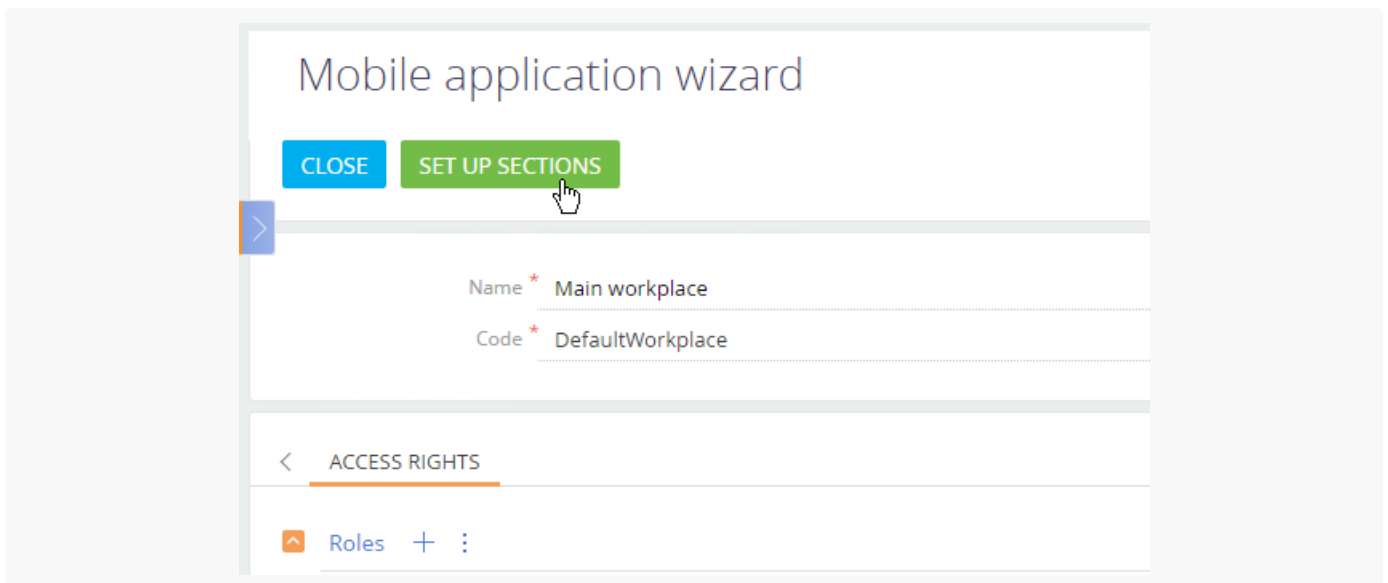 Mobile application wizard
CLOSE SET UP SECTIONS
Name * Main workplace
Code * DefaultWorkplace
ACCESS RIGHTS
Roles